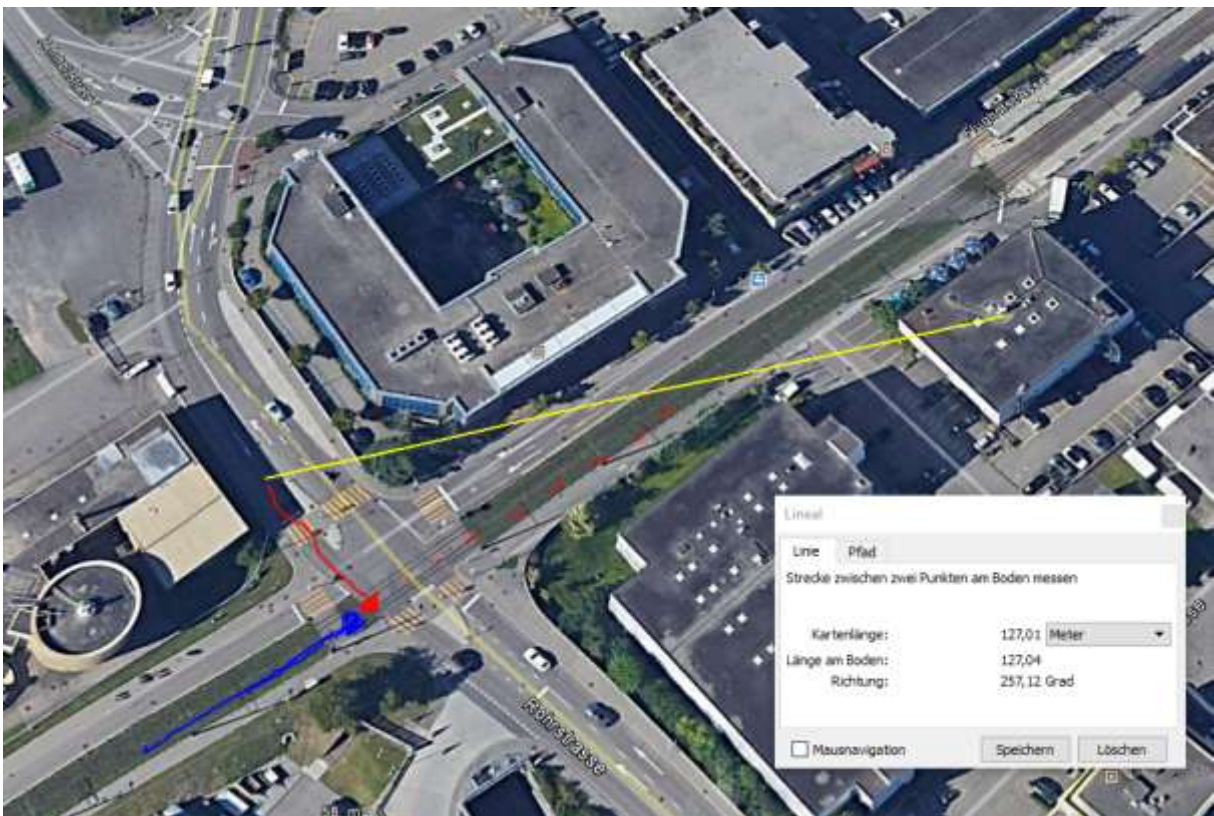 Lineal
Linie Pfad
Strecke zwischen zwei Punkten am Boden messen
Kartenlänge: 127,01 Meter
Länge am Boden: 127,04
Richtung: 257,12 Grad
Mausnavigation Speichern Löschen
Rohrstrasse